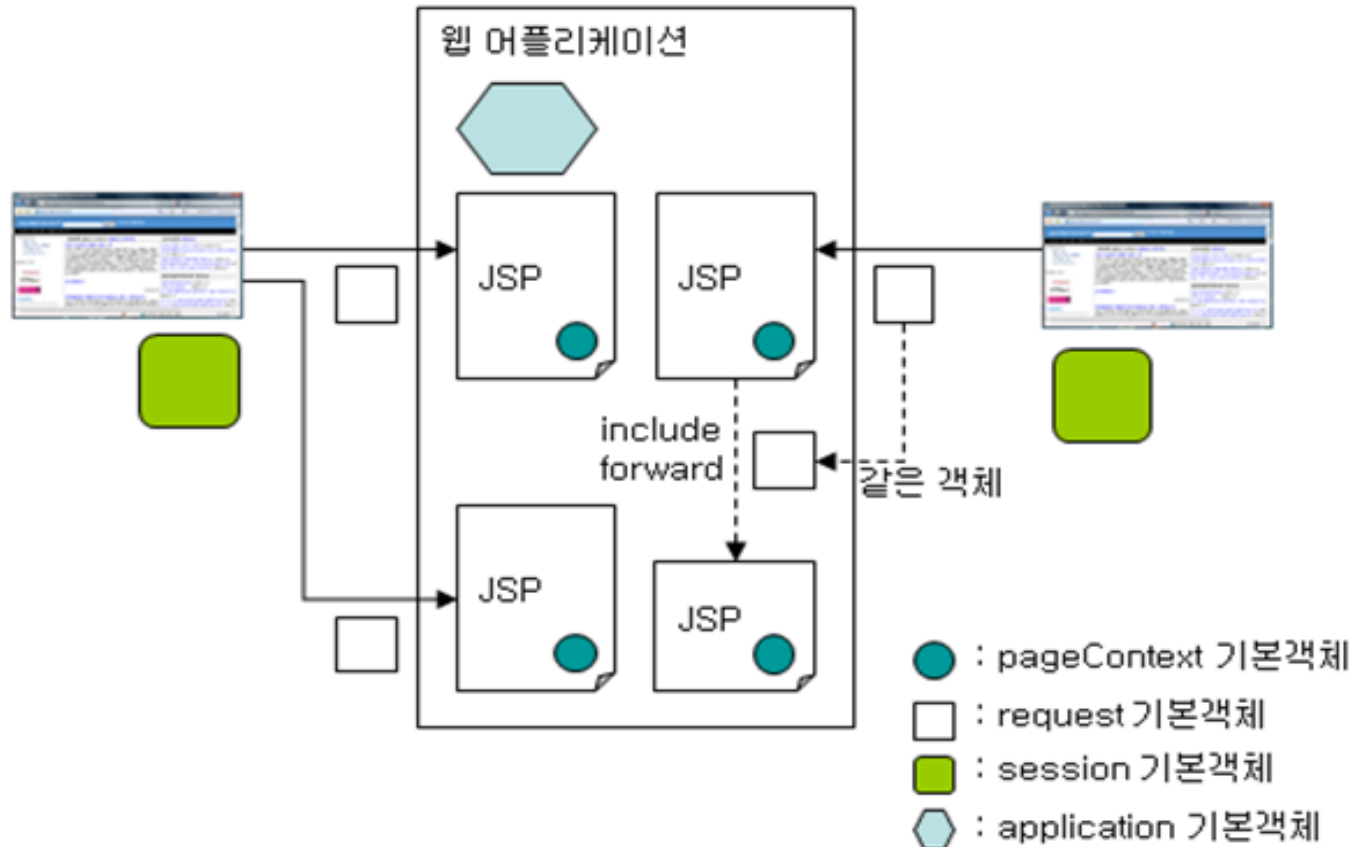 웹 어플리케이션
JSP
JSP
include
forward
같은 객체
JSP
JSP
: pageContext 기본객체
: request 기본객체
: session 기본객체
: application 기본객체